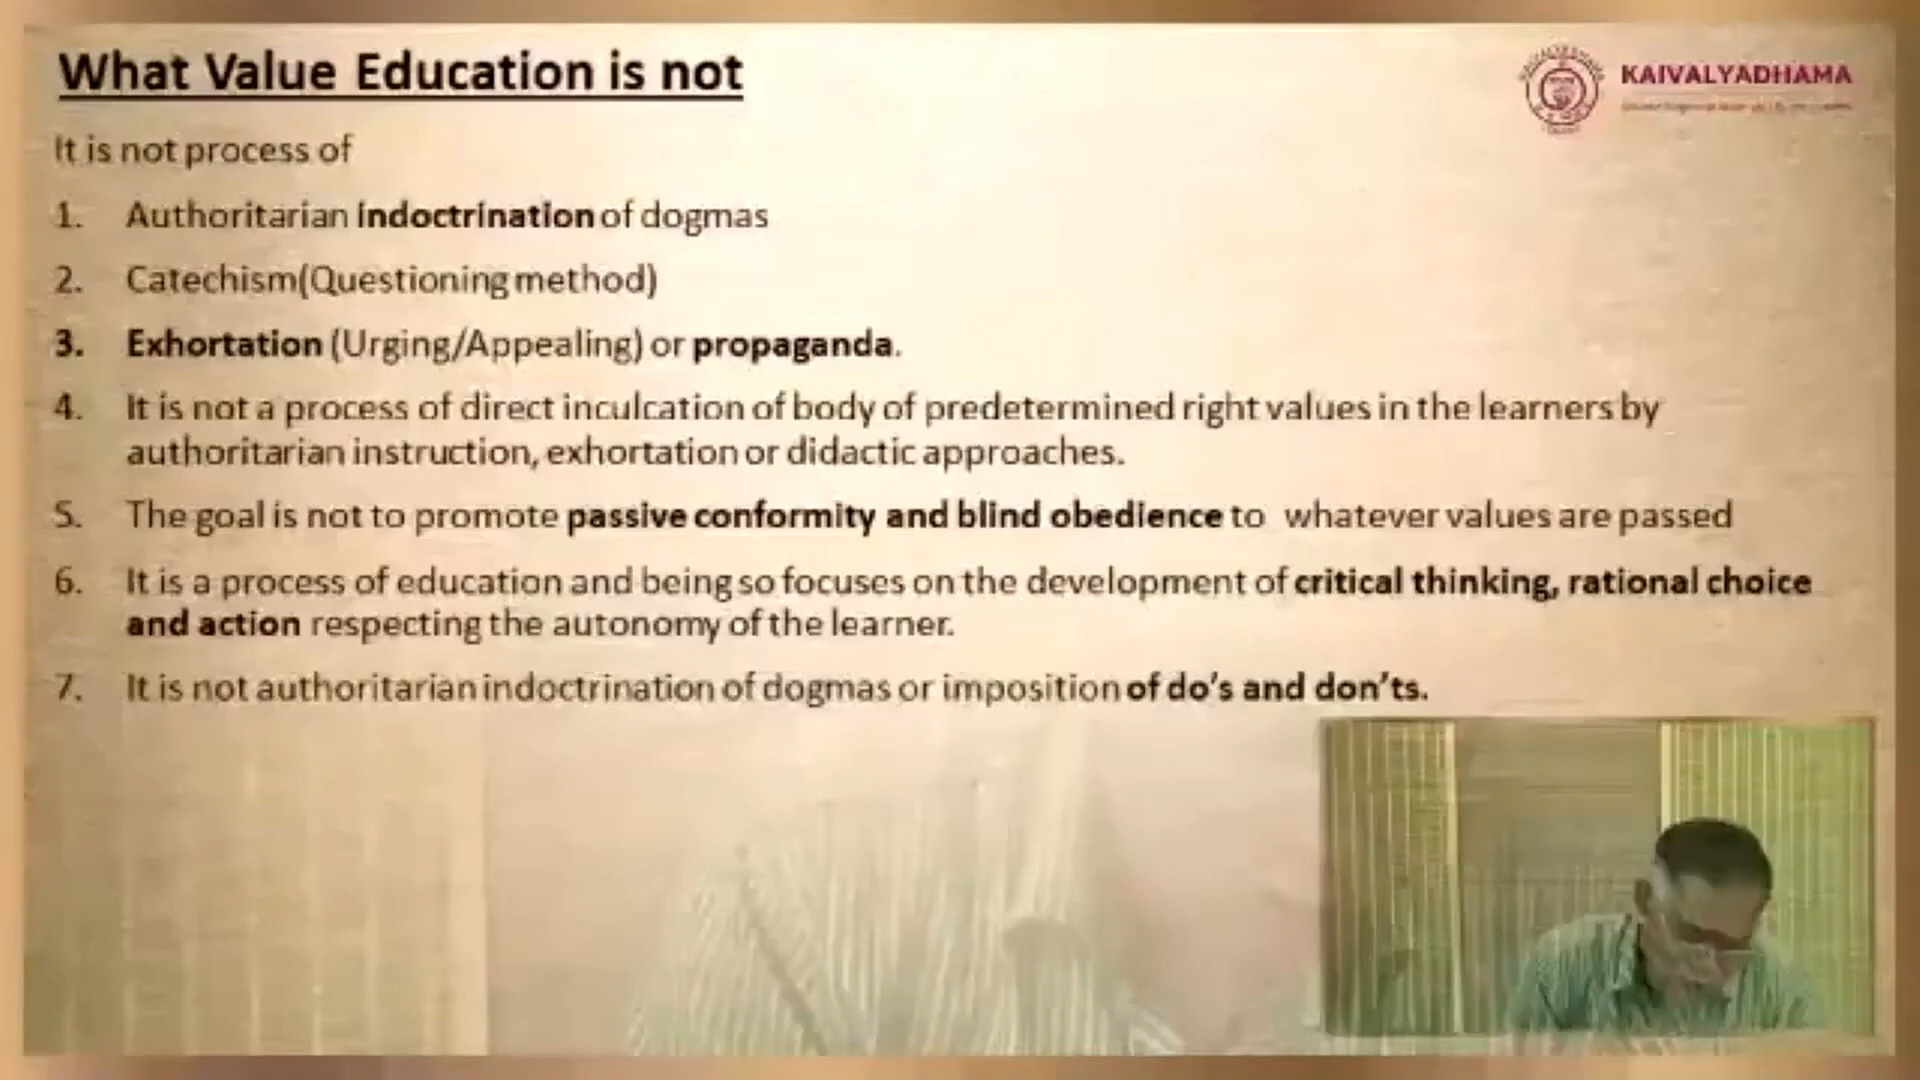 What Value Education is not
KAIVALYADHAMA
It is not process of
1. Authoritarian indoctrination of dogmas
2. Catechism(Questioning method)
3. Exhortation (Urging/Appealing) or propaganda.
4. It is not a process of direct inculcation of body of predetermined right values in the learners by
authoritarian instruction, exhortation or didactic approaches.
5. The goal is not to promote passive conformity and blind obedience to whatever values are passed
6. It is a process of education and being so focuses on the development of critical thinking, rational choice
and action respecting the autonomy of the learner.
7. It is not authoritarian indoctrination of dogmas or imposition of do's and don'ts.